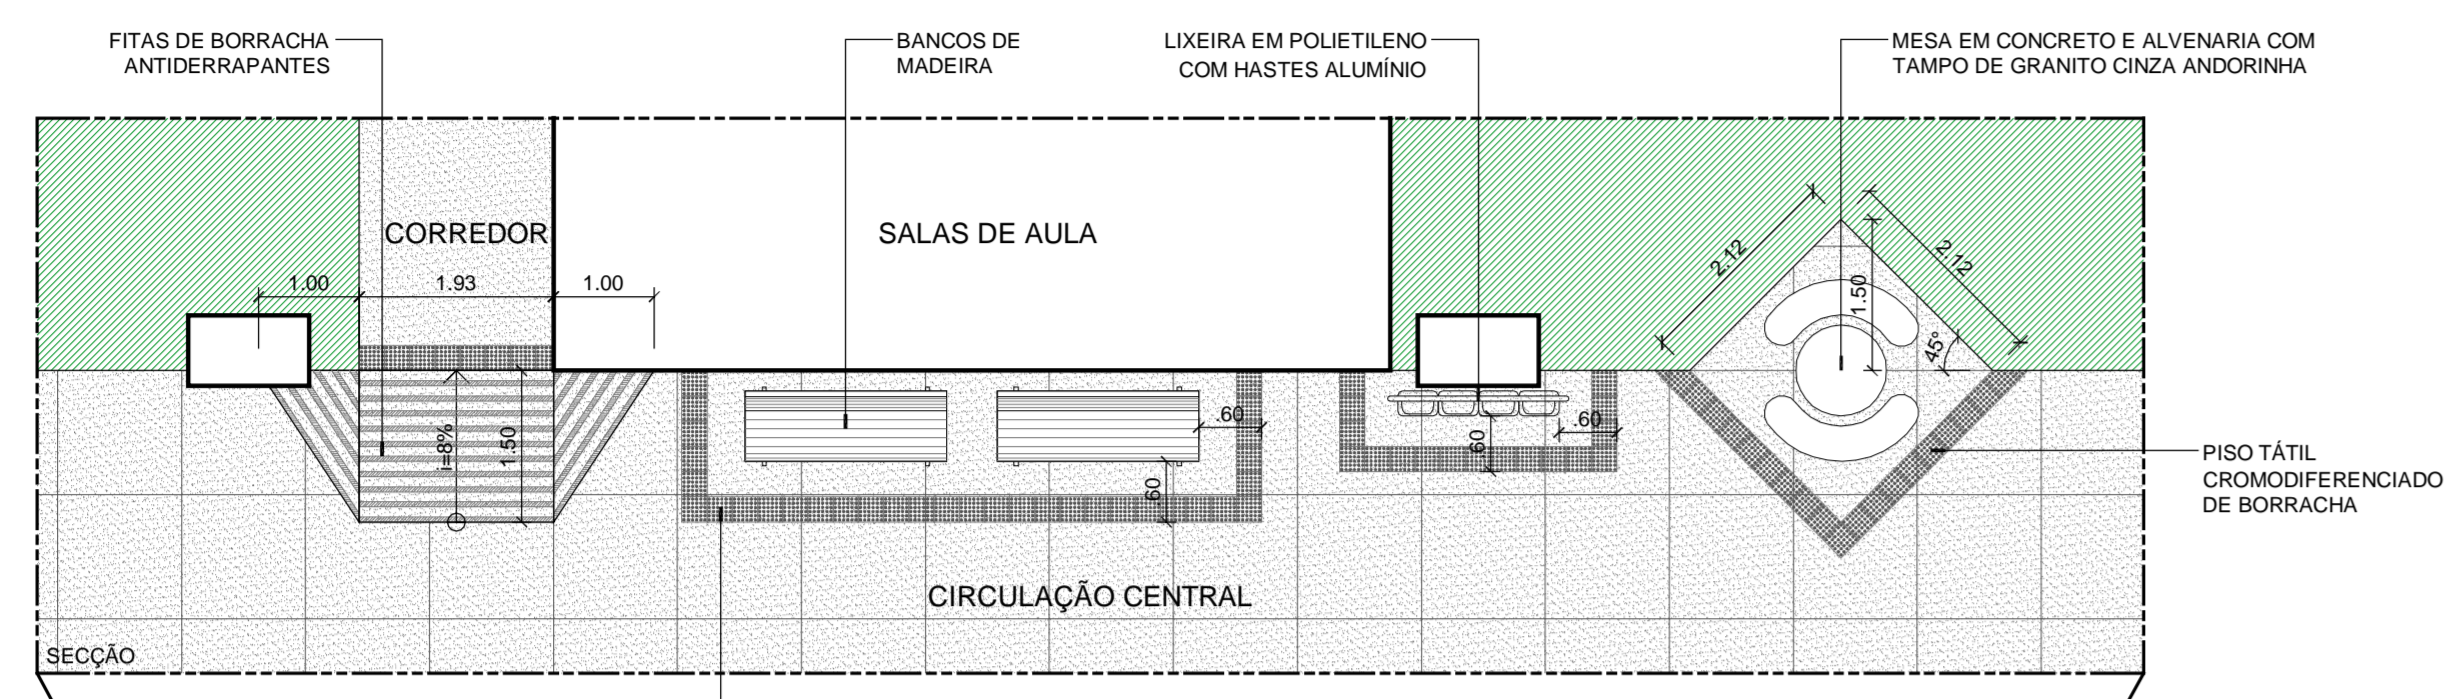 FITAS DE BORRACHA
ANTIDERRAPANTES
BANCOS DE
MADEIRA
LIXEIRA EM POLIETILENO
COM HASTES ALUMÍNIO
MESA EM CONCRETO E ALVENARIA COM
TAMPO DE GRANITO CINZA ANDORINHA
CORREDOR
SALAS DE AULA
1.00
1.93
1.00
2.12
2.12
1.50
45°
i=8%
1.50
.60
.60
.60
.60
PISO TÁTIL
CROMODIFERENCIADO
DE BORRACHA
CIRCULAÇÃO CENTRAL
SECÇÃO